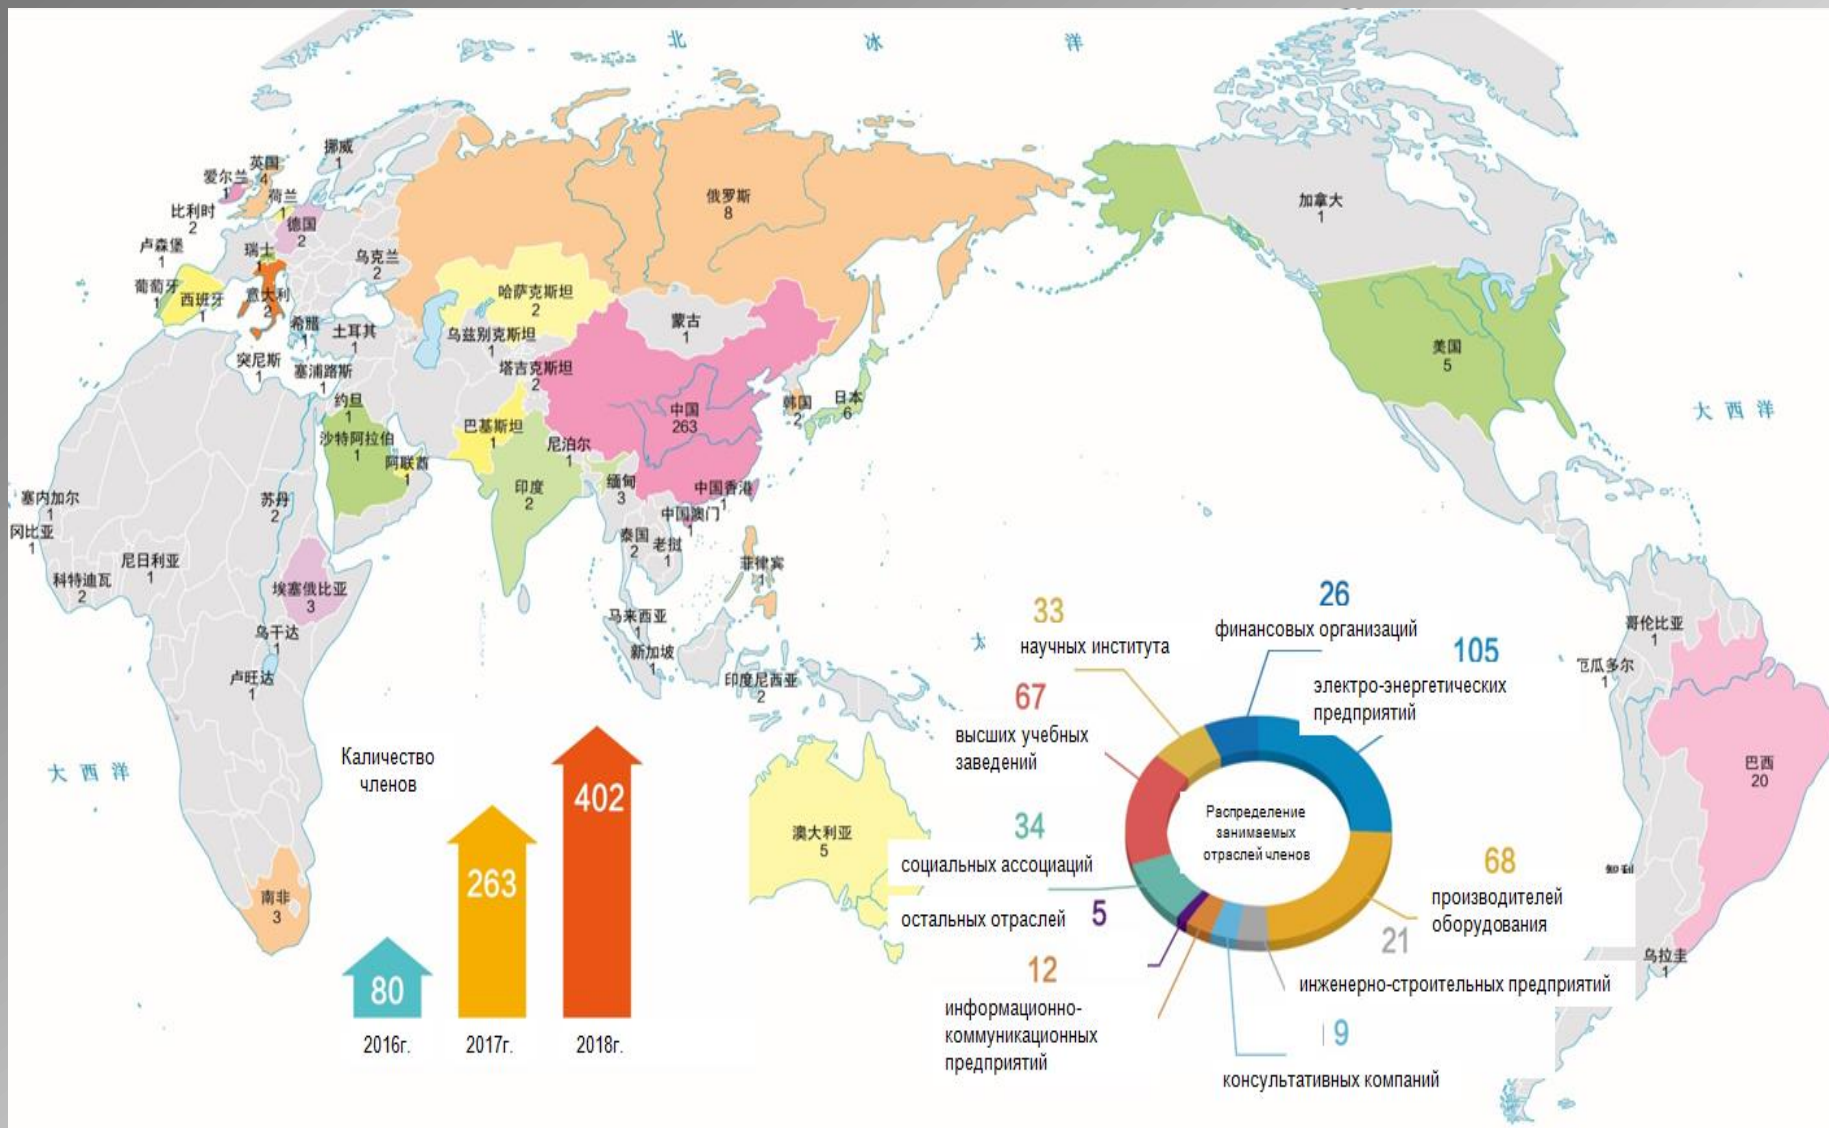 北 冰 洋
挪威
1
英国
4
爱尔兰
1
荷兰
1
比利时
2
德国
2
卢森堡
1
瑞士
1
乌克兰
2
葡萄牙
1
西班牙
1
意大利
2
希腊
1
土耳其
1
突尼斯
1
塞浦路斯
1
俄罗斯
8
哈萨克斯坦
2
乌兹别克斯坦
1
塔吉克斯坦
2
蒙古
1
中国
263
韩国
2
日本
6
约旦
1
沙特阿拉伯
1
阿联酋
1
巴基斯坦
1
尼泊尔
1
印度
2
缅甸
3
中国香港
1
中国澳门
1
泰国
2
老挝
1
菲律宾
1
马来西亚
1
新加坡
1
印度尼西亚
2
塞内加尔
1
冈比亚
1
科特迪瓦
2
尼日利亚
1
苏丹
2
埃塞俄比亚
3
乌干达
1
卢旺达
1
南非
3
澳大利亚
5
加拿大
1
美国
5
大 西 洋
哥伦比亚
1
厄瓜多尔
1
巴西
20
乌拉圭
1
大 西 洋
太
Каличество
членов
80
263
402
2016г.
2017г.
2018г.
33
научных института
26
финансовых организаций
105
электро-энергетических
предприятий
67
высших учебных
заведений
34
социальных ассоциаций
остальных отраслей 5
12
информационно-
коммуникационных
предприятий
Распределение
занимаемых
отраслей членов
68
производителей
оборудования
21
инженерно-строительных предприятий
9
консультативных компаний